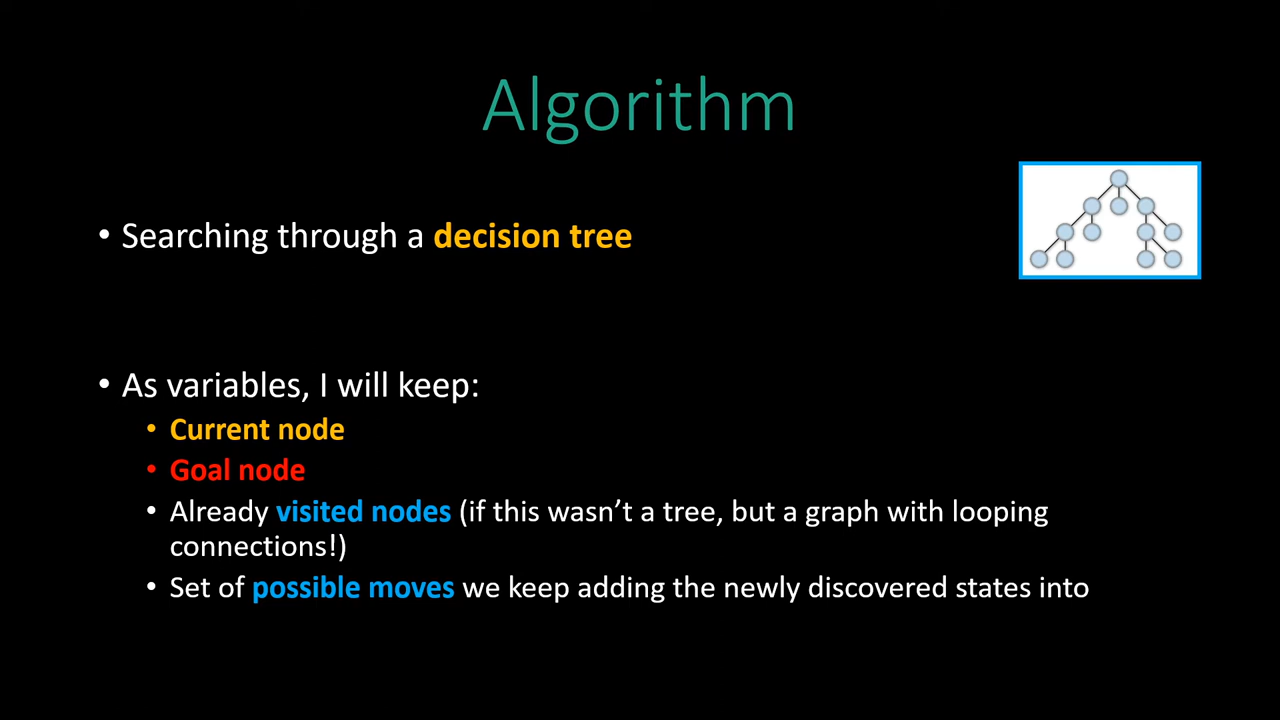 Algorithm
• Searching through a decision tree
• As variables, I will keep:
• Current node
• Goal node
• Already visited nodes (if this wasn’t a tree, but a graph with looping
connections!)
• Set of possible moves we keep adding the newly discovered states into